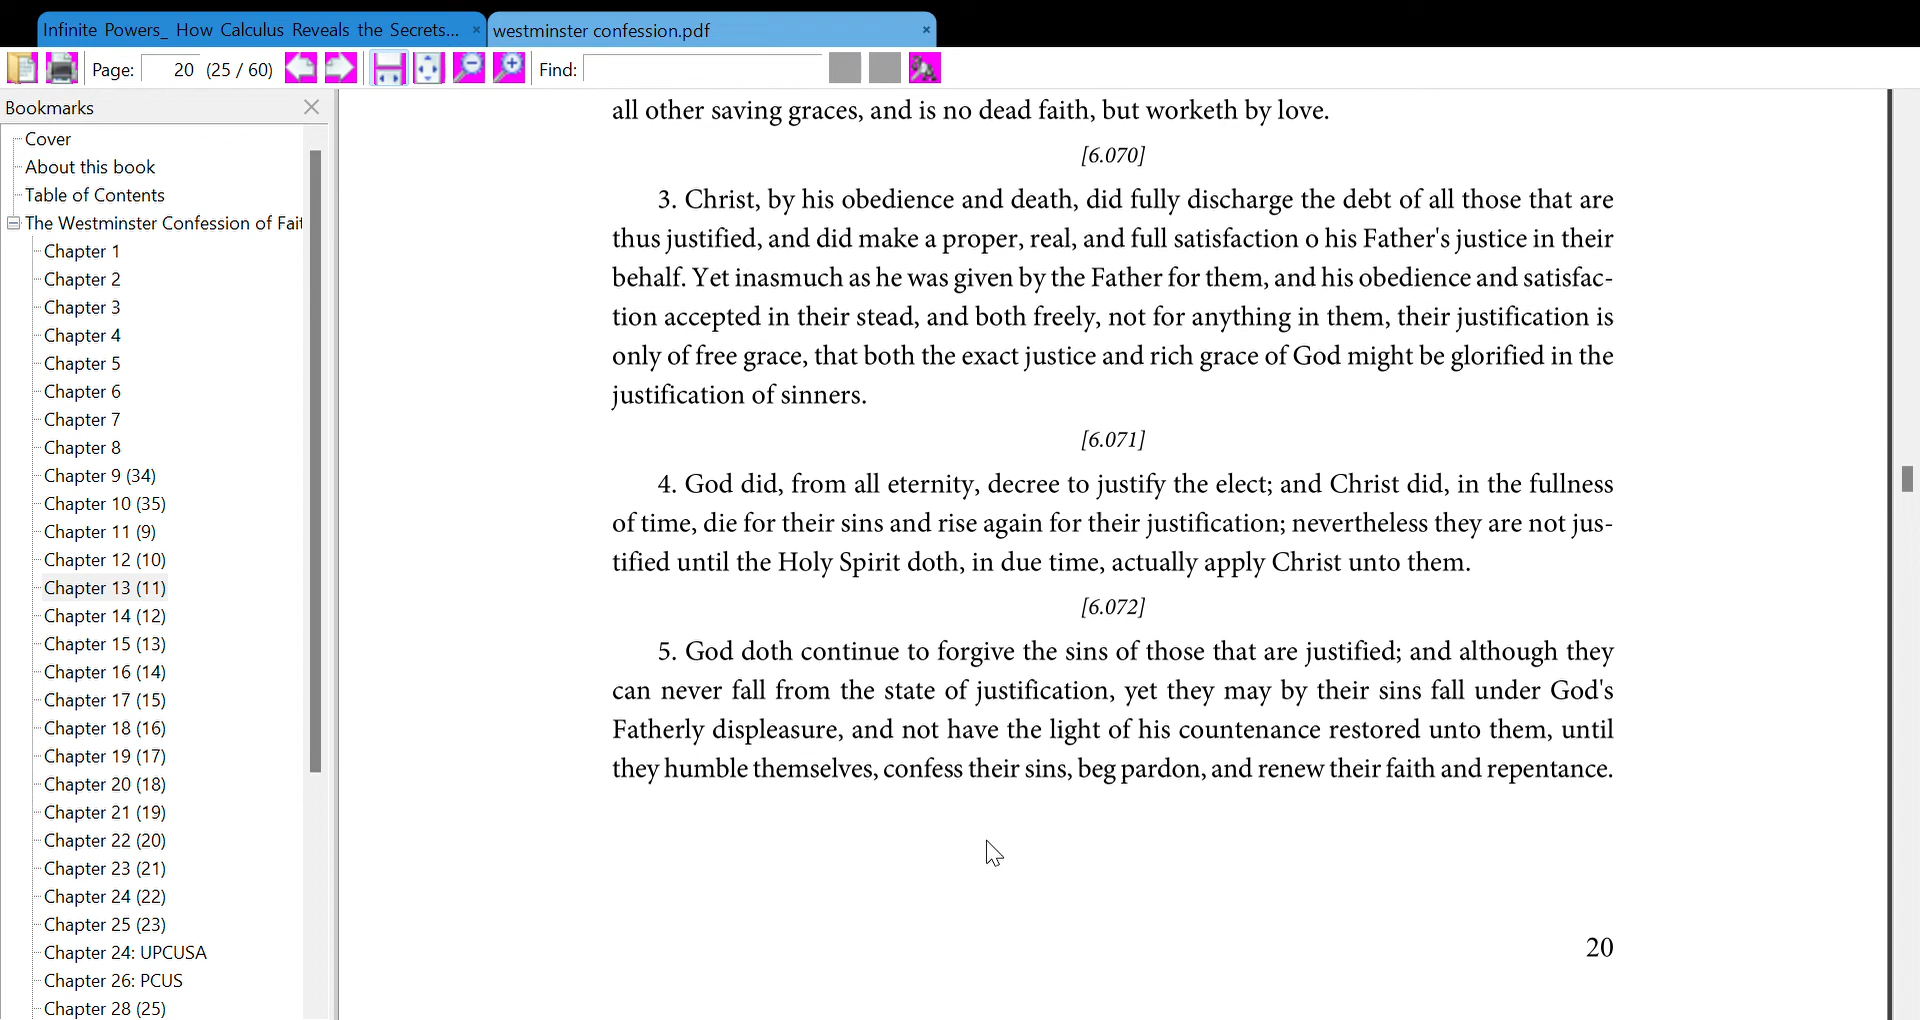 Infinite Powers_ How Calculus Reveals the Secrets...
westminster confession.pdf
Page: 20 (25 / 60)
Find:
Bookmarks
Cover
About this book
Table of Contents
The Westminster Confession of Fait
Chapter 1
Chapter 2
Chapter 3
Chapter 4
Chapter 5
Chapter 6
Chapter 7
Chapter 8
Chapter 9 (34)
Chapter 10 (35)
Chapter 11 (9)
Chapter 12 (10)
Chapter 13 (11)
Chapter 14 (12)
Chapter 15 (13)
Chapter 16 (14)
Chapter 17 (15)
Chapter 18 (16)
Chapter 19 (17)
Chapter 20 (18)
Chapter 21 (19)
Chapter 22 (20)
Chapter 23 (21)
Chapter 24 (22)
Chapter 25 (23)
Chapter 24: UPCUSA
Chapter 26: PCUS
Chapter 28 (25)
all other saving graces, and is no dead faith, but worketh by love.
[6.070]
3. Christ, by his obedience and death, did fully discharge the debt of all those that are
thus justified, and did make a proper, real, and full satisfaction o his Father's justice in their
behalf. Yet inasmuch as he was given by the Father for them, and his obedience and satisfac-
tion accepted in their stead, and both freely, not for anything in them, their justification is
only of free grace, that both the exact justice and rich grace of God might be glorified in the
justification of sinners.
[6.071]
4. God did, from all eternity, decree to justify the elect; and Christ did, in the fullness
of time, die for their sins and rise again for their justification; nevertheless they are not jus-
tified until the Holy Spirit doth, in due time, actually apply Christ unto them.
[6.072]
5. God doth continue to forgive the sins of those that are justified; and although they
can never fall from the state of justification, yet they may by their sins fall under God's
Fatherly displeasure, and not have the light of his countenance restored unto them, until
they humble themselves, confess their sins, beg pardon, and renew their faith and repentance.
20